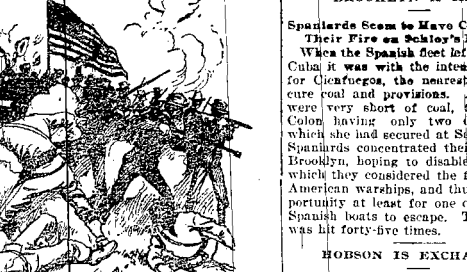 Spaniards Seem to Have
Their Fire on Schley's
When the Spanish fleet lef
Cuba it was with the inten
for Cienfuegos, the nearest
cure coal and provisions.
were very short of coal,
Colon having only two
which she had secured at S
Spaniards concentrated thei
Brooklyn, hoping to disable
which they considered the f
American warships, and thu
portunity at least for one o
Spanish boats to escape. T
was hit forty-five times.
HOBSON IS EXCHA